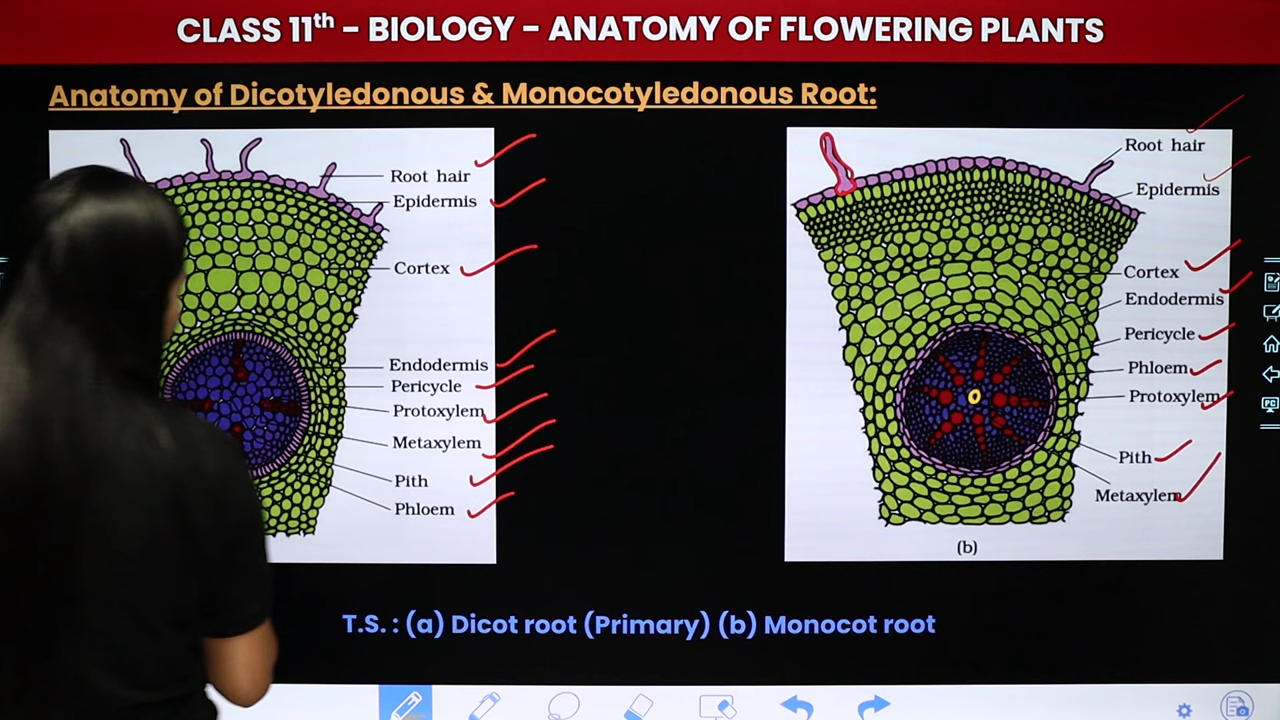 CLASS 11th - BIOLOGY - ANATOMY OF FLOWERING PLANTS
Anatomy of Dicotyledonous & Monocotyledonous Root:
Root hair
Epidermis
Cortex
Endodermis
Pericycle
Protoxylem
Metaxylem
Pith
Phloem
Root hair
Epidermis
Cortex
Endodermis
Pericycle
Phloem
Protoxylem
Pith
Metaxylem
(b)
T.S. : (a) Dicot root (Primary) (b) Monocot root
PC